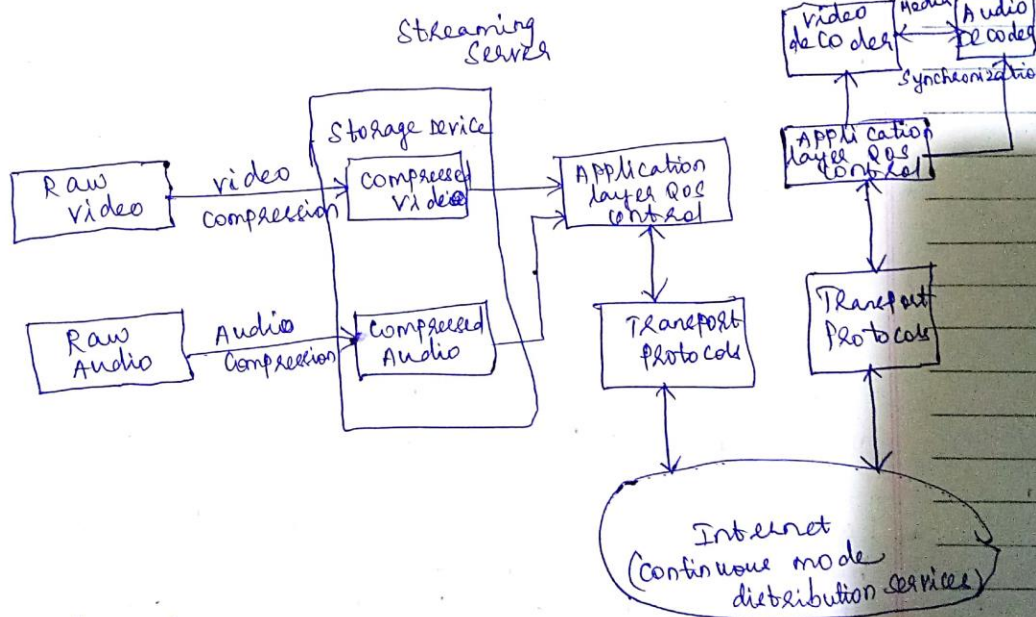 Streaming
Server
Storage Device
Raw
Video
video
compression
Compressed
Video
Application
layer QOS
control
Raw
Audio
Audio
Compression
Compressed
Audio
Transport
Protocols
Video
decoder
Media
Audio
Decoder
Synchronization
Application
layer QOS
control
Transport
Protocols
Internet
(continuous mode
distribution services)